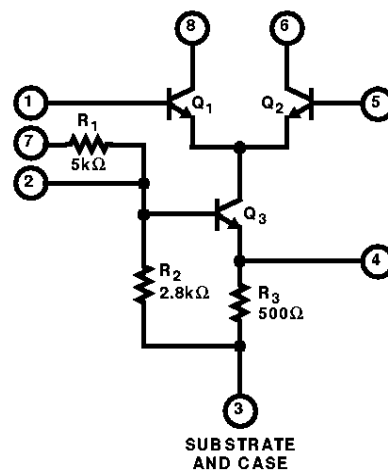 8 6
1 Q1 Q2 5
R1
7
5kΩ
2
Q3
R2
2.8kΩ
4
R3
500Ω
3
SUBSTRATE
AND CASE